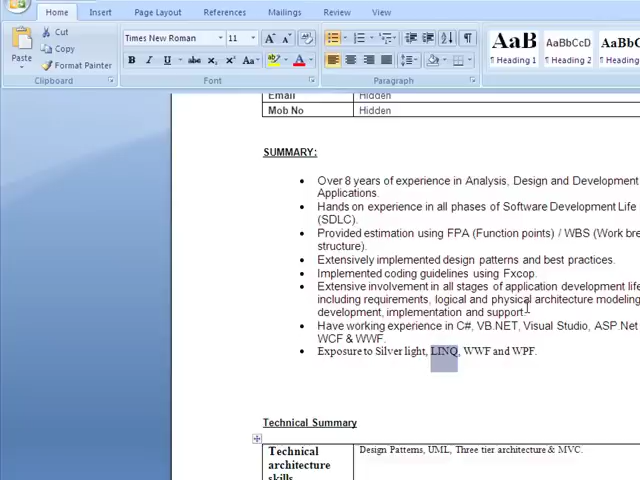 Home Insert Page Layout References Mailings Review View
Cut
Copy
Format Painter
Paste
Clipboard
Times New Roman 11
B I U abc x₂ x² Aa
Font
Paragraph
AaB AaBbCcD AaBbCc
¶ Heading 1 ¶ Heading 2 ¶ Heading
Email Hidden
Mob No Hidden
SUMMARY:
• Over 8 years of experience in Analysis, Design and Development
Applications.
• Hands on experience in all phases of Software Development Life
(SDLC).
• Provided estimation using FPA (Function points) / WBS (Work bre
structure).
• Extensively implemented design patterns and best practices.
• Implemented coding guidelines using Fxcop.
• Extensive involvement in all stages of application development life
including requirements, logical and physical architecture modeling
development, implementation and support.
• Have working experience in C#, VB.NET, Visual Studio, ASP.Net
WCF & WWF.
• Exposure to Silver light, LINQ, WWF and WPF.
Technical Summary
Technical Design Patterns, UML, Three tier architecture & MVC.
architecture
skills